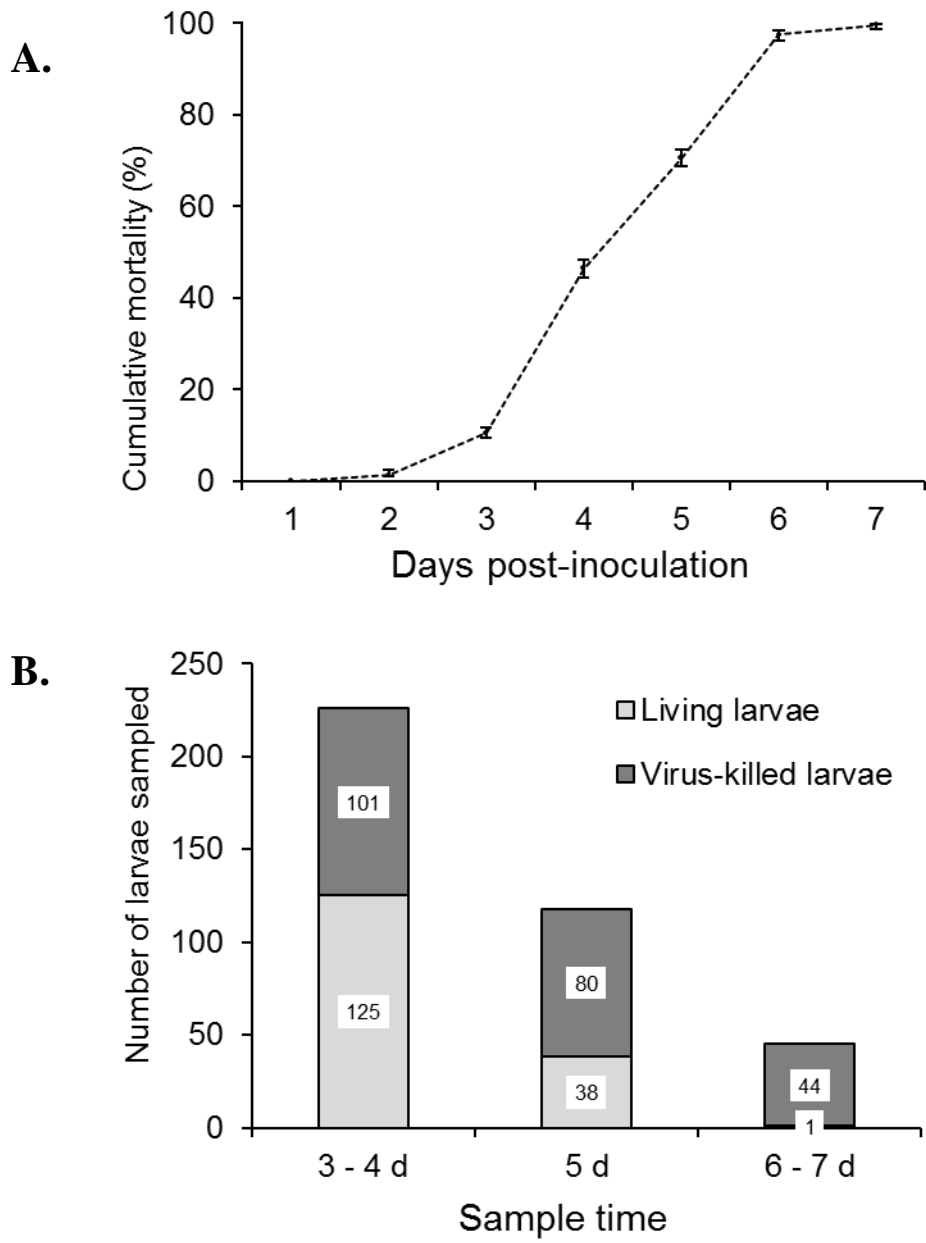 A.
Cumulative mortality (%)
100
80
60
40
20
0
1 2 3 4 5 6 7
Days post-inoculation
B.
Number of larvae sampled
250
200
150
100
50
0
Living larvae
Virus-killed larvae
101
125
80
38
44
1
3 - 4 d 5 d 6 - 7 d
Sample time